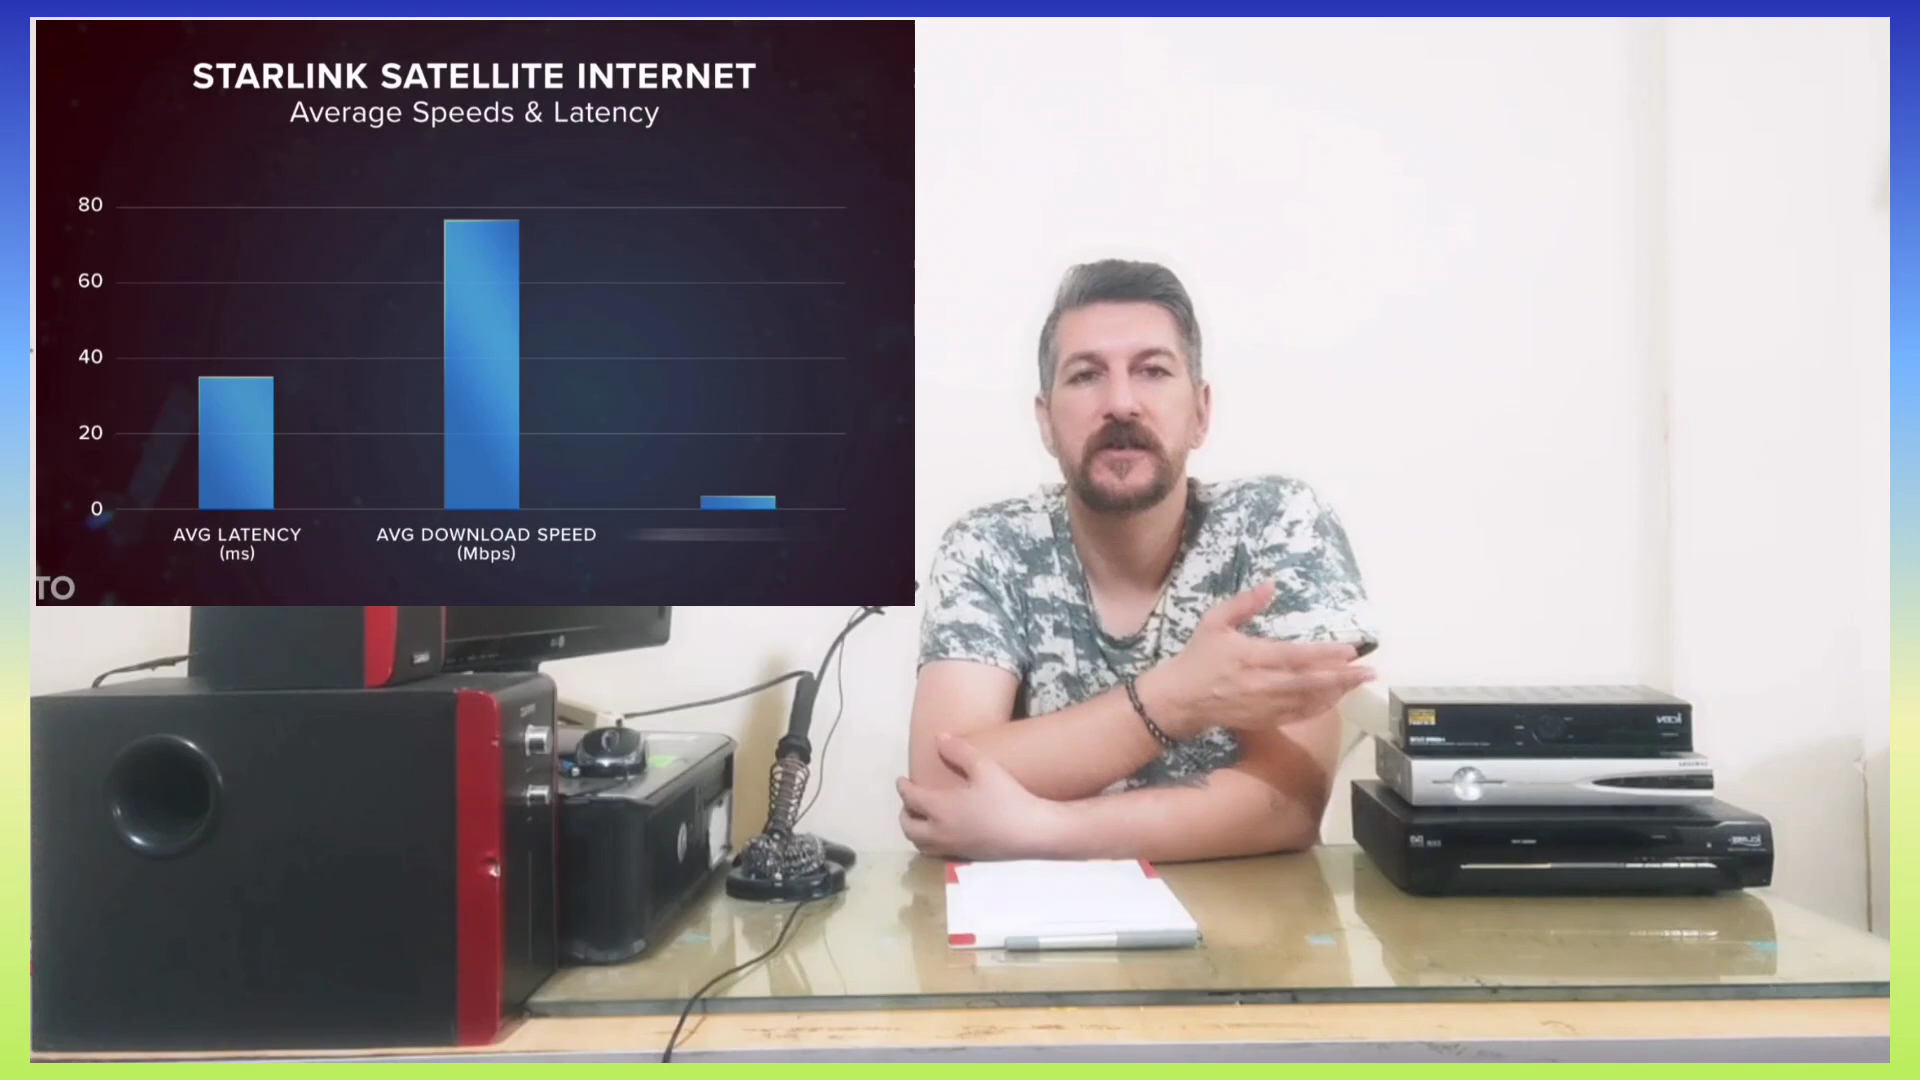 STARLINK SATELLITE INTERNET
Average Speeds & Latency
80
60
40
20
0
AVG LATENCY
(ms)
AVG DOWNLOAD SPEED
(Mbps)
TO